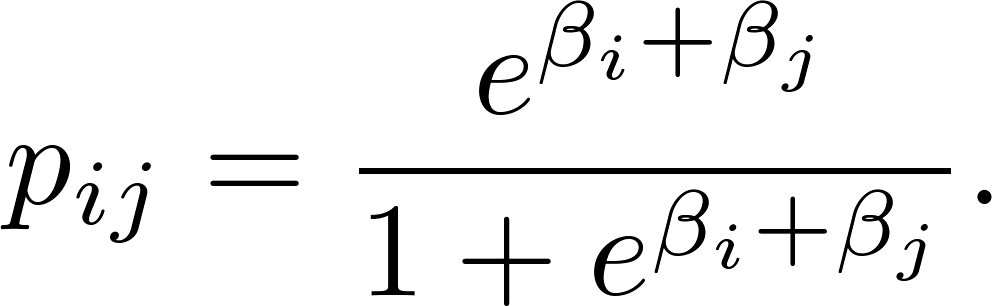 p_{ij} = \frac{e^{\beta_i + \beta_j}}{1 + e^{\beta_i + \beta_j}}.